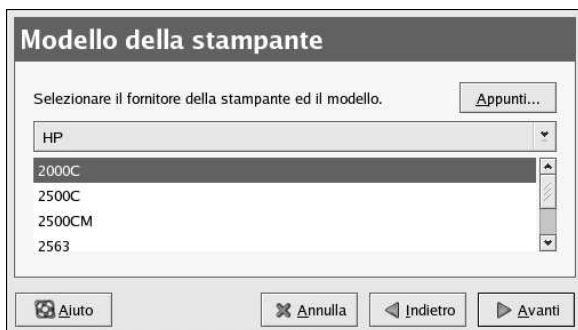 Modello della stampante
Selezionare il fornitore della stampante ed il modello.
Appunti...
HP
2000C
2500C
2500CM
2563
Aiuto
Annulla
Indietro
Avanti